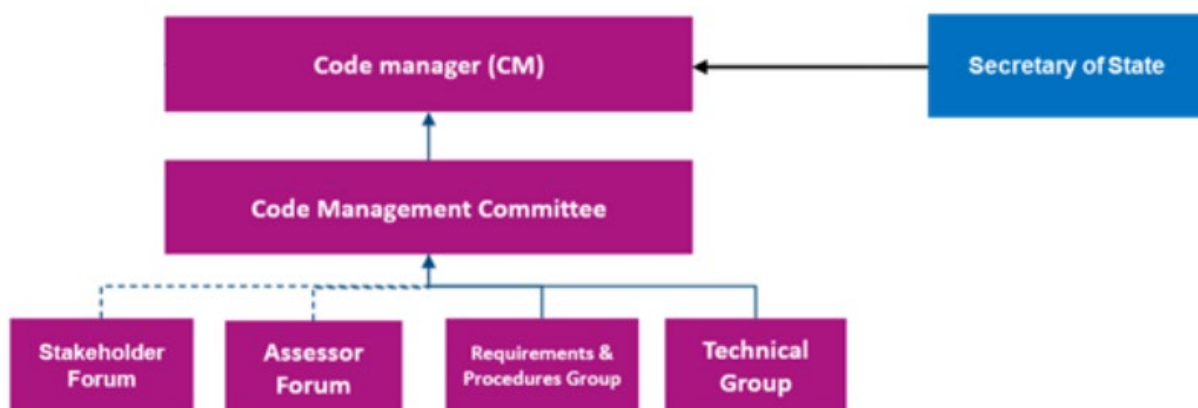 Code manager (CM)
Secretary of State
Code Management Committee
Stakeholder
Forum
Assessor
Forum
Requirements &
Procedures Group
Technical
Group